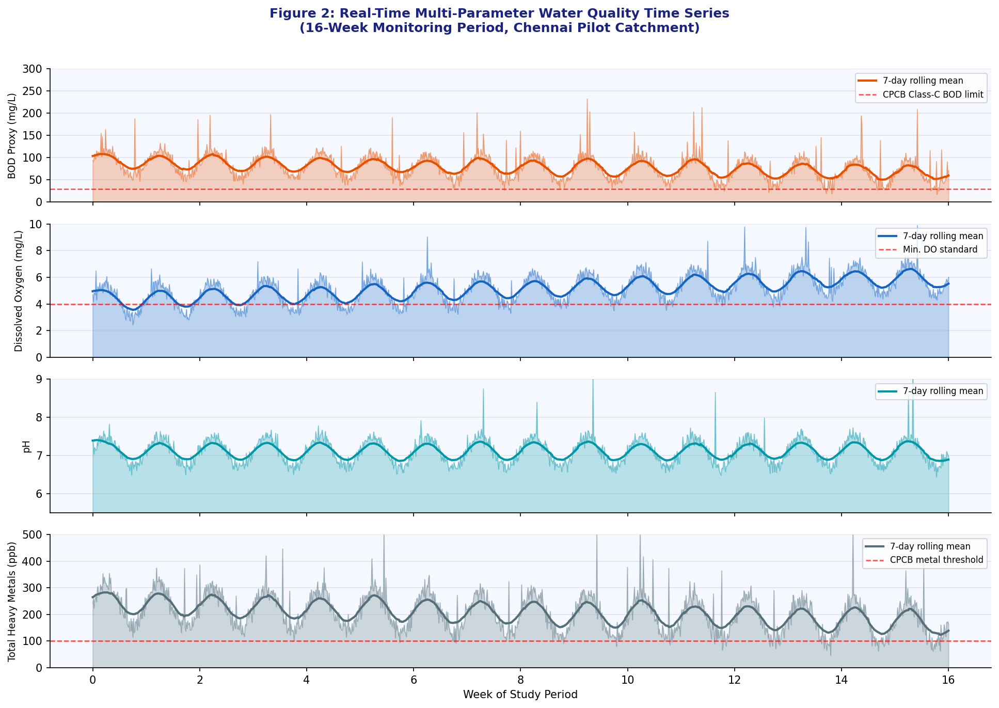 Figure 2: Real-Time Multi-Parameter Water Quality Time Series
(16-Week Monitoring Period, Chennai Pilot Catchment)
BOD Proxy (mg/L)
300
250
200
150
100
50
0
7-day rolling mean
CPCB Class-C BOD limit
Dissolved Oxygen (mg/L)
10
8
6
4
2
0
7-day rolling mean
Min. DO standard
pH
9
8
7
6
7-day rolling mean
Total Heavy Metals (ppb)
500
400
300
200
100
0
7-day rolling mean
CPCB metal threshold
0 2 4 6 8 10 12 14 16
Week of Study Period